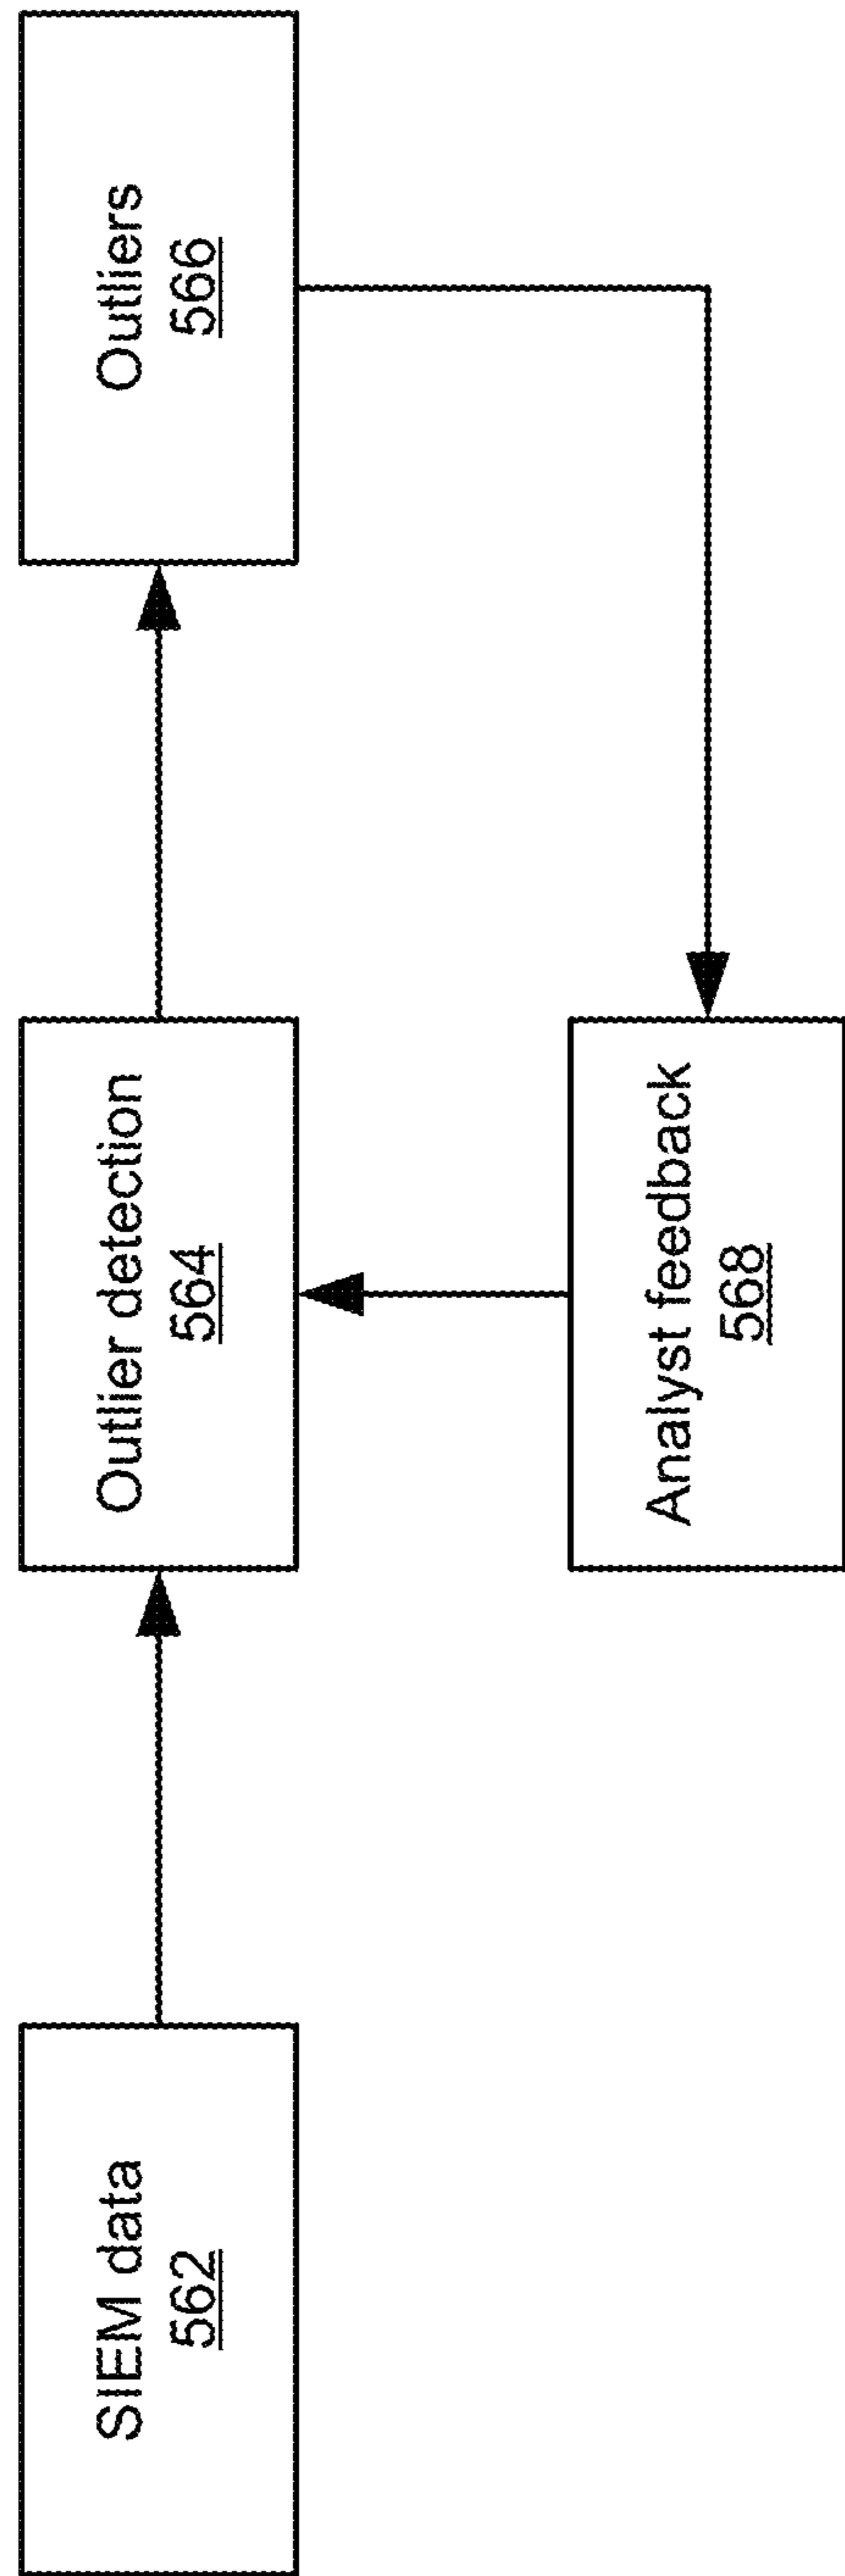 SIEM data
562
Outlier detection
564
Outliers
566
Analyst feedback
568